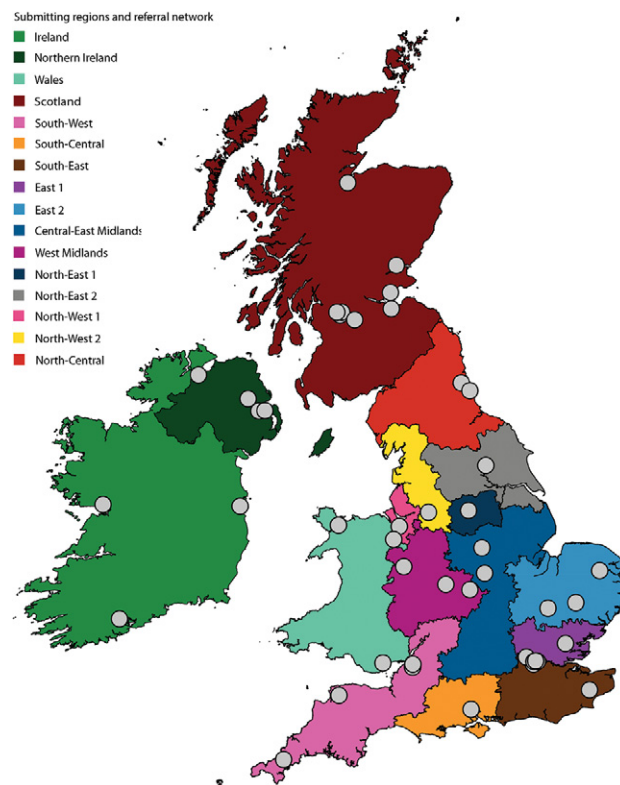 Submitting regions and referral network
Ireland
Northern Ireland
Wales
Scotland
South-West
South-Central
South-East
East 1
East 2
Central-East Midlands
West Midlands
North-East 1
North-East 2
North-West 1
North-West 2
North-Central